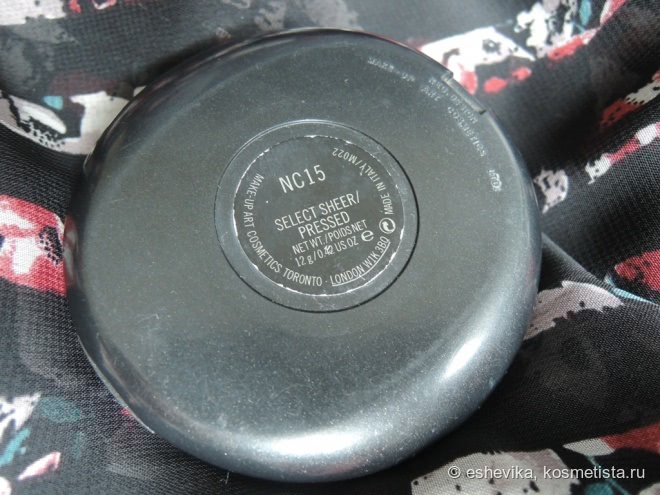 NC15
SELECT SHEER/
PRESSED
NET WT./POIDS NET
12 g/0.42 US OZ e
MAKE-UP ART COSMETICS TORONTO · LONDON W1K 3BQ
MADE IN ITALY/M022
© eshevika, kosmetista.ru